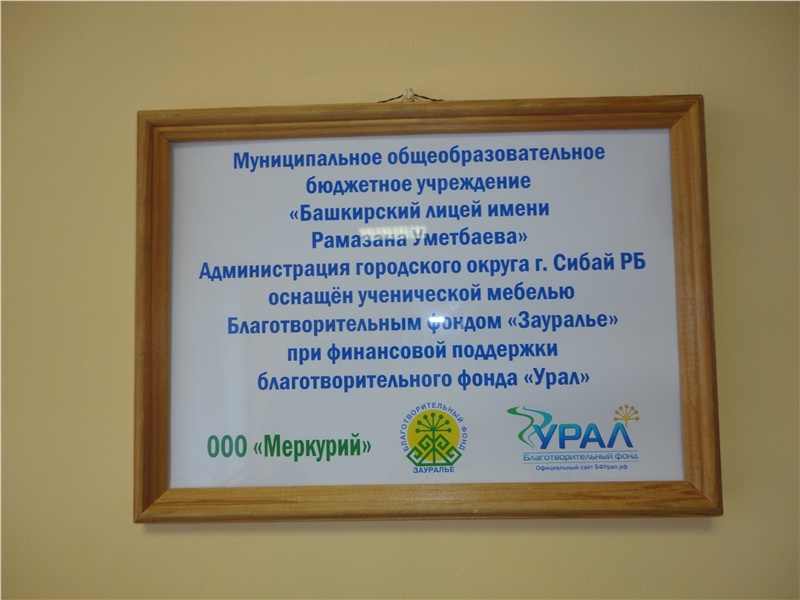 Муниципальное общеобразовательное
бюджетное учреждение
«Башкирский лицей имени
Рамазана Уметбаева»
Администрация городского округа г. Сибай РБ
оснащён ученической мебелью
Благотворительным фондом «Зауралье»
при финансовой поддержки
благотворительного фонда «Урал»
ООО «Меркурий»
БЛАГОТВОРИТЕЛЬНЫЙ ФОНД
ЗАУРАЛЬЕ
УРАЛ
Благотворительный фонд
Официальный сайт БФУрал.рф